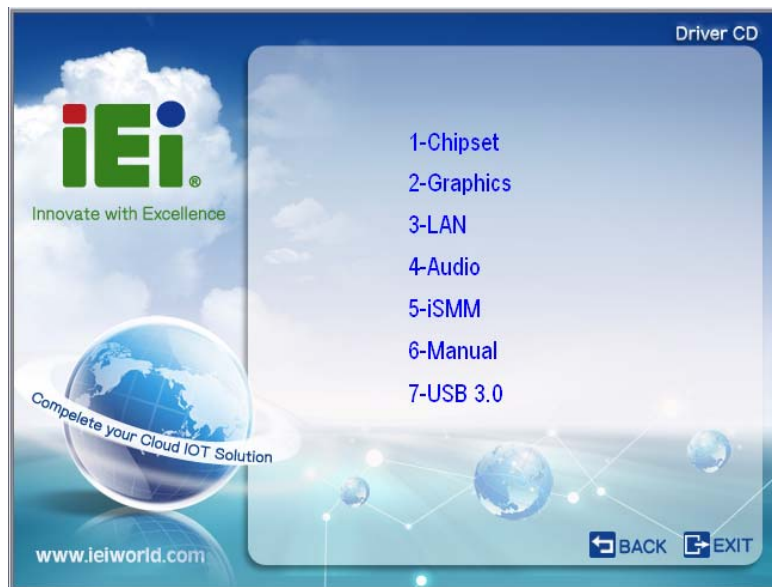 Driver CD
iEi®
Innovate with Excellence
1-Chipset
2-Graphics
3-LAN
4-Audio
5-iSMM
6-Manual
7-USB 3.0
Compelete your Cloud IOT Solution
www.ieiworld.com
BACK
EXIT